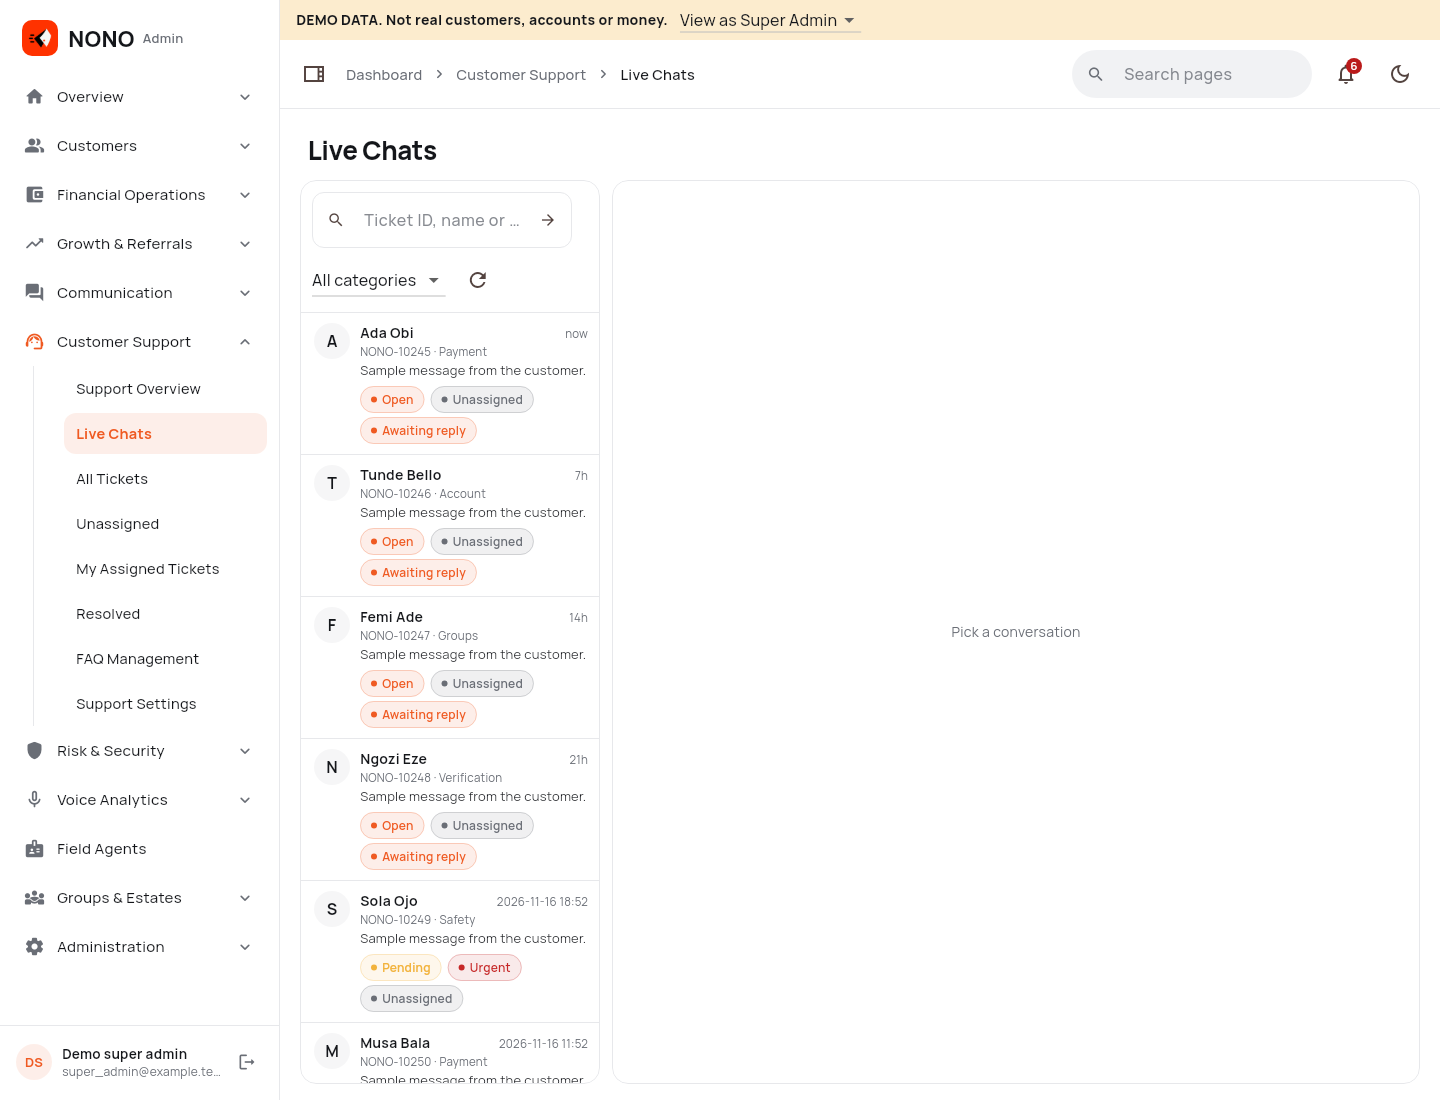 DEMO DATA. Not real customers, accounts or money.
View as Super Admin
NONO Admin
Overview
Customers
Financial Operations
Growth & Referrals
Communication
Customer Support
Support Overview
Live Chats
All Tickets
Unassigned
My Assigned Tickets
Resolved
FAQ Management
Support Settings
Risk & Security
Voice Analytics
Field Agents
Groups & Estates
Administration
DS
Demo super admin
super_admin@example.te...
Dashboard > Customer Support > Live Chats
Search pages
6
Live Chats
Ticket ID, name or ...
All categories
A
Ada Obi
now
NONO-10245 · Payment
Sample message from the customer.
Open
Unassigned
Awaiting reply
T
Tunde Bello
7h
NONO-10246 · Account
Sample message from the customer.
Open
Unassigned
Awaiting reply
F
Femi Ade
14h
NONO-10247 · Groups
Sample message from the customer.
Open
Unassigned
Awaiting reply
N
Ngozi Eze
21h
NONO-10248 · Verification
Sample message from the customer.
Open
Unassigned
Awaiting reply
S
Sola Ojo
2026-11-16 18:52
NONO-10249 · Safety
Sample message from the customer.
Pending
Urgent
Unassigned
M
Musa Bala
2026-11-16 11:52
NONO-10250 · Payment
Sample message from the customer.
Pick a conversation